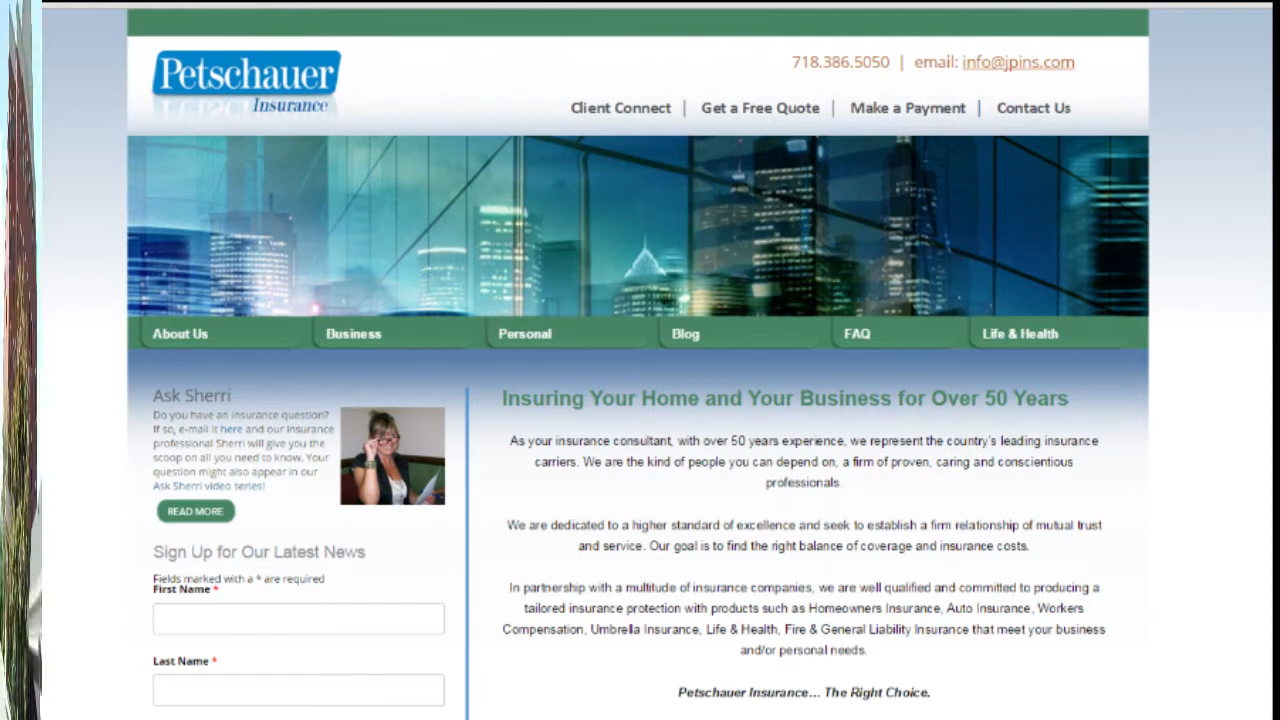 Petschauer
Insurance
718.386.5050 | email: info@jpins.com
Client Connect | Get a Free Quote | Make a Payment | Contact Us
About Us
Business
Personal
Blog
FAQ
Life & Health
Ask Sherri
Do you have an insurance question?
If so, e-mail it here and our insurance
professional Sherri will give you the
scoop on all you need to know. Your
question might also appear in our
Ask Sherri video series!
READ MORE
Sign Up for Our Latest News
Fields marked with a * are required
First Name *
Last Name *
Insuring Your Home and Your Business for Over 50 Years
As your insurance consultant, with over 50 years experience, we represent the country's leading insurance
carriers. We are the kind of people you can depend on, a firm of proven, caring and conscientious
professionals.
We are dedicated to a higher standard of excellence and seek to establish a firm relationship of mutual trust
and service. Our goal is to find the right balance of coverage and insurance costs.
In partnership with a multitude of insurance companies, we are well qualified and committed to producing a
tailored insurance protection with products such as Homeowners Insurance, Auto Insurance, Workers
Compensation, Umbrella Insurance, Life & Health, Fire & General Liability Insurance that meet your business
and/or personal needs.
Petschauer Insurance… The Right Choice.